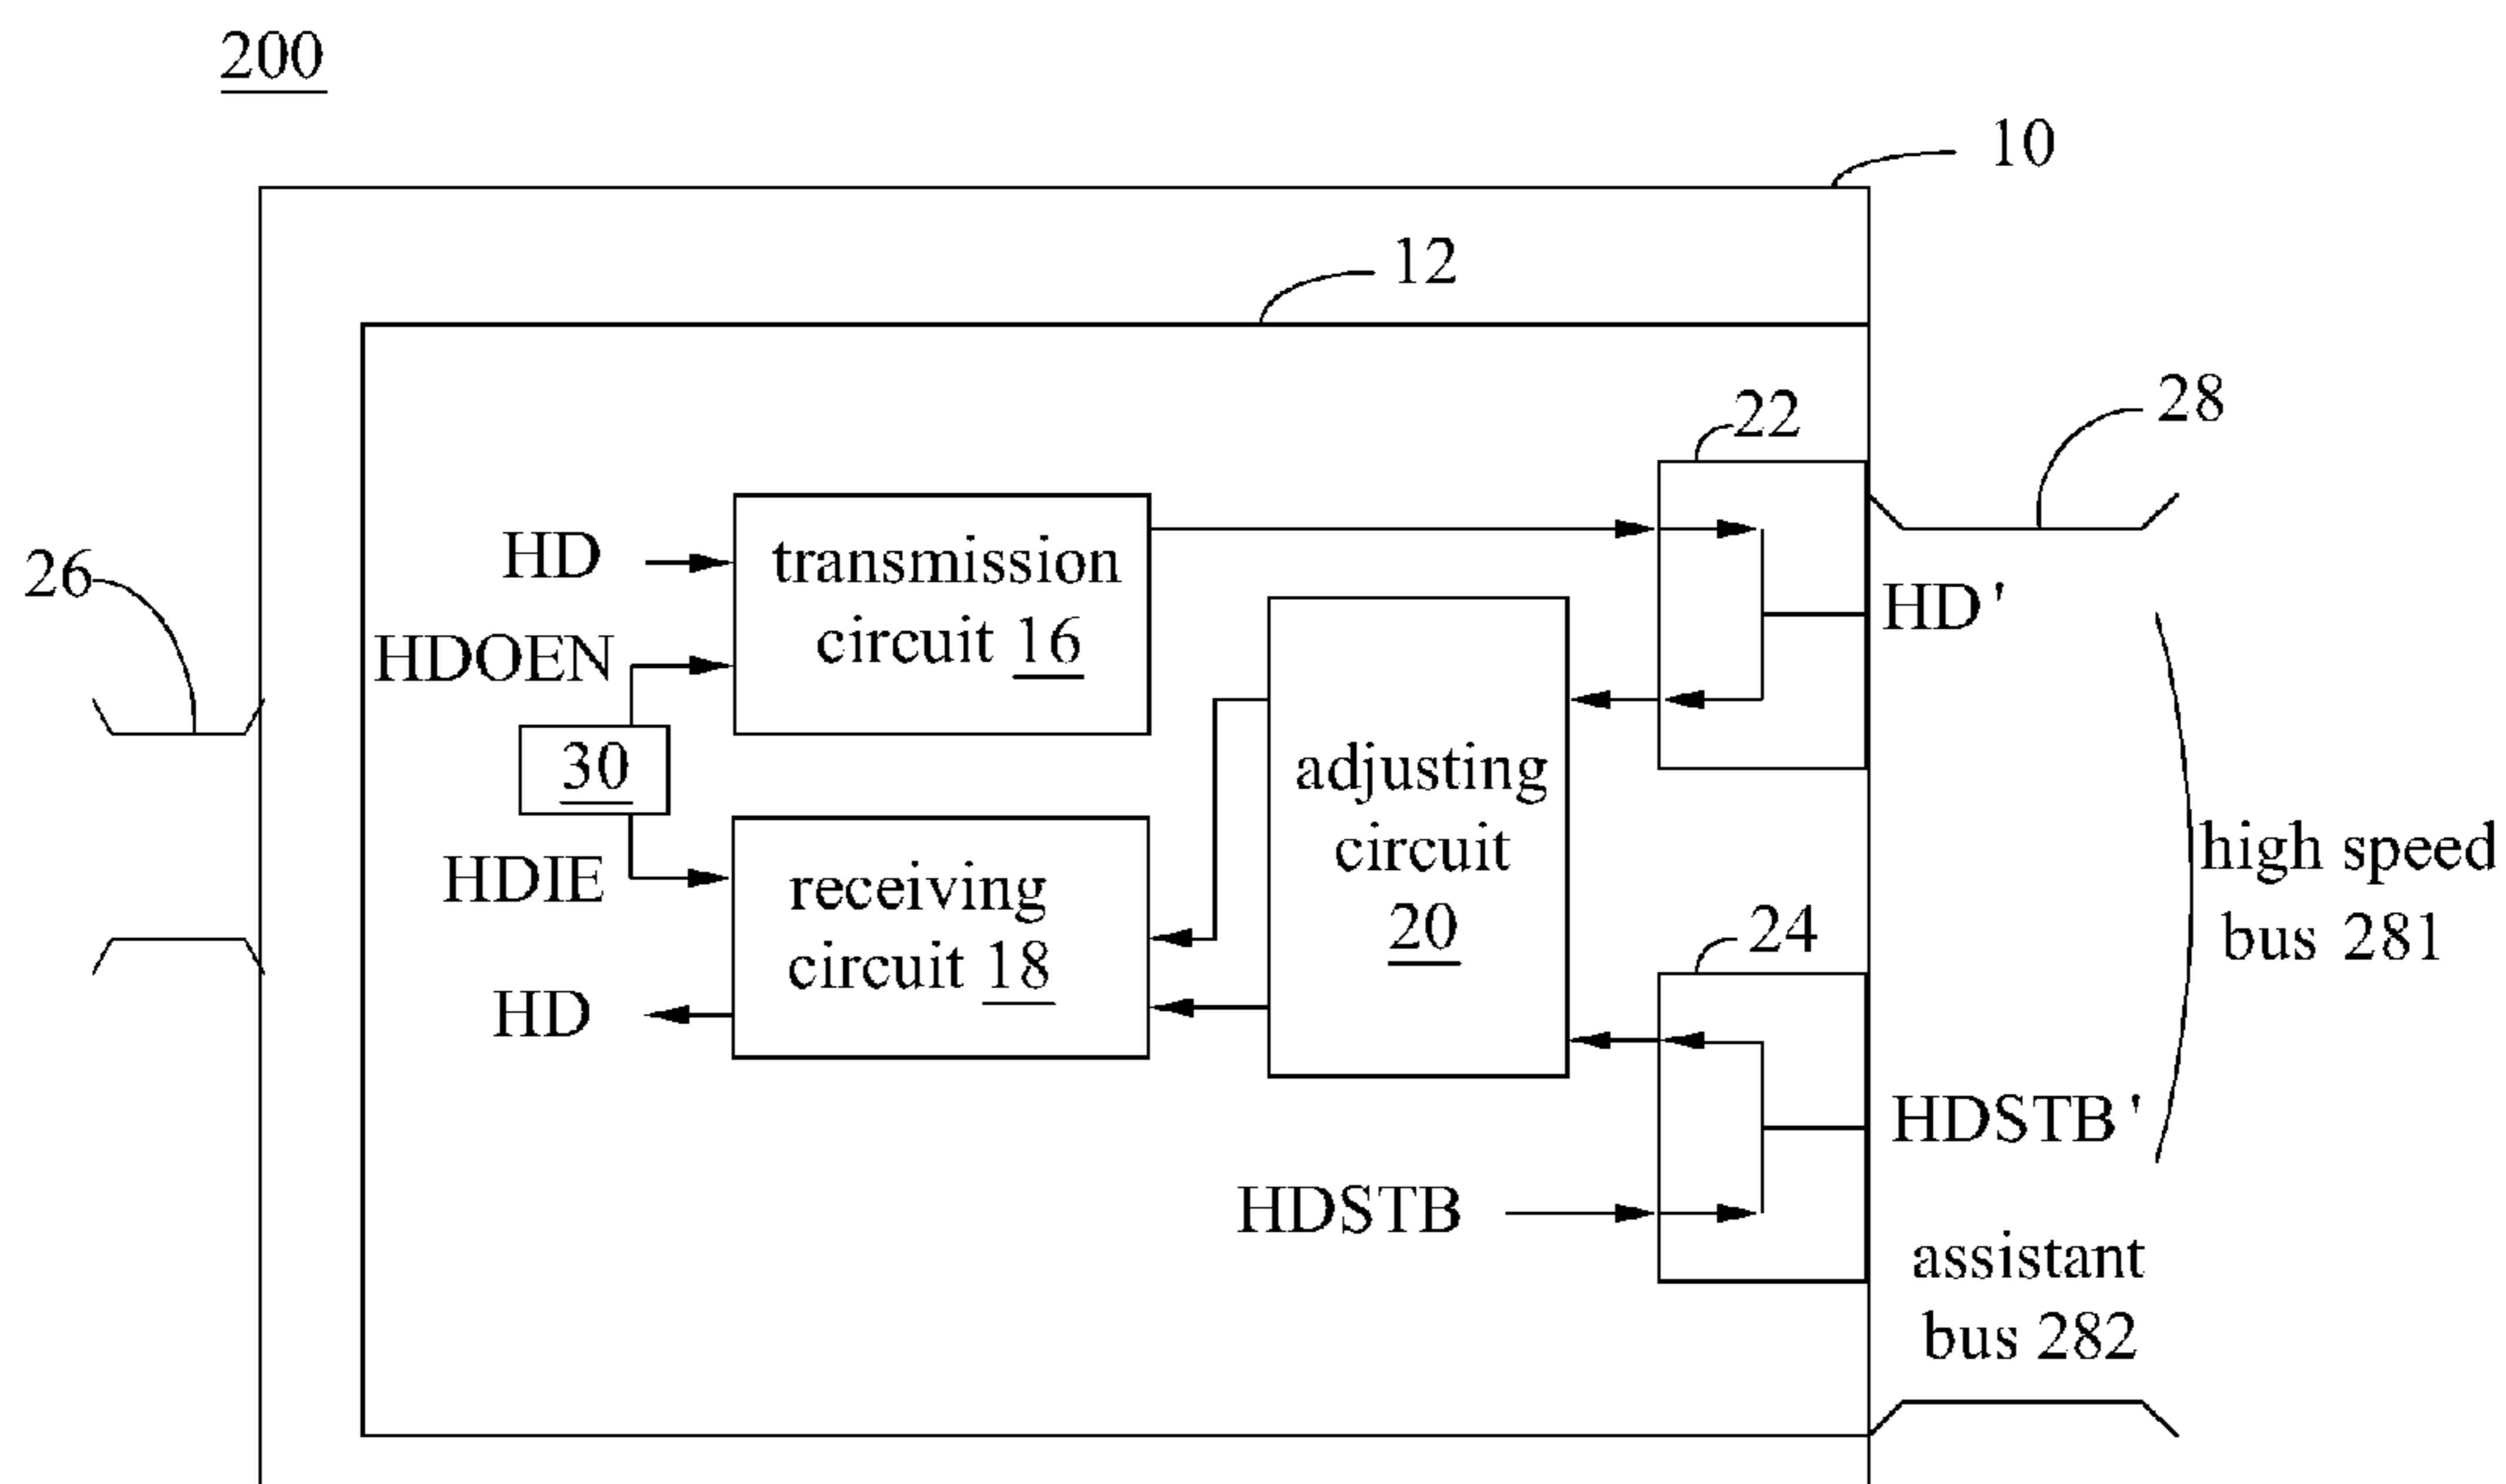 200
10
12
28
22
HD
transmission
circuit 16
26
HD'
HDOEN
30
adjusting
circuit
20
high speed
bus 281
HDIE
receiving
circuit 18
24
HD
HDSTB'
HDSTB
assistant
bus 282